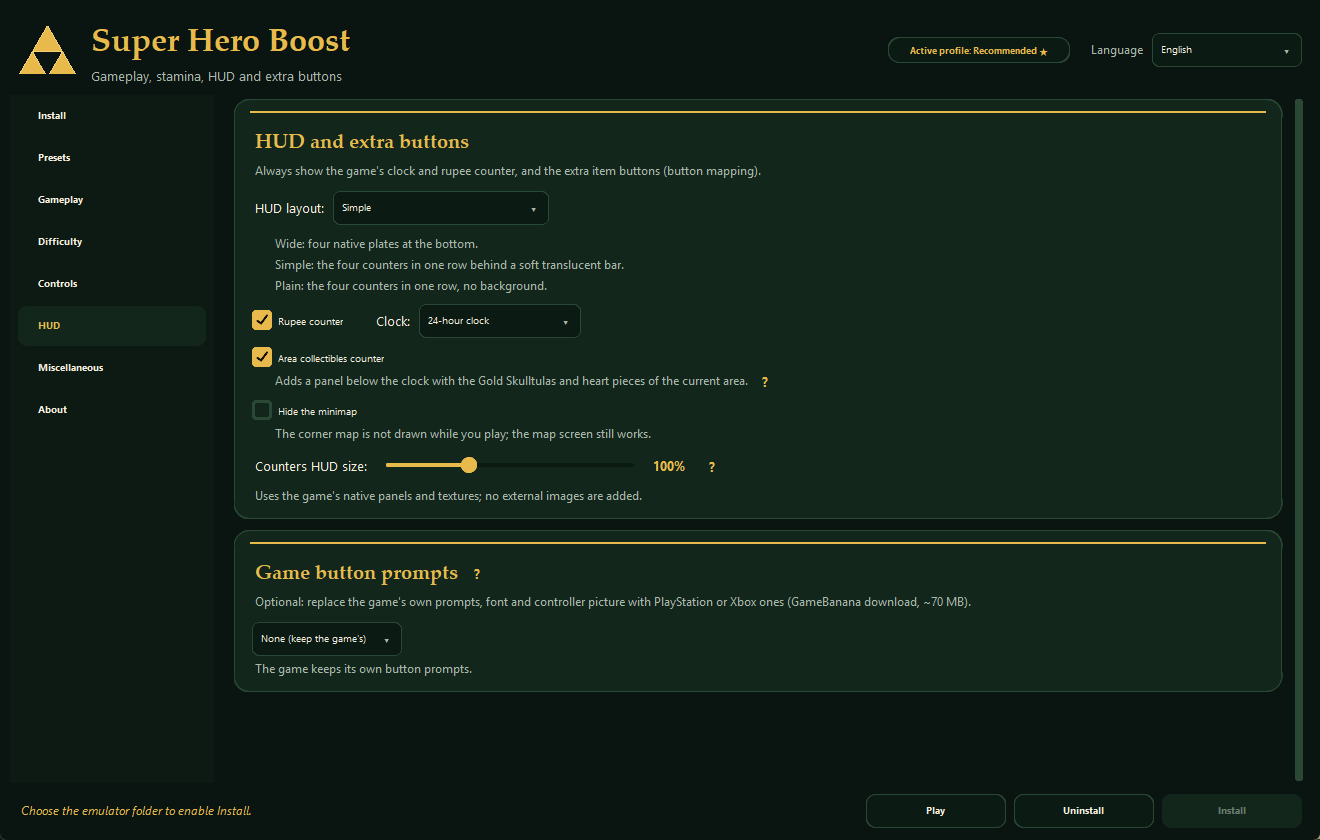 Super Hero Boost
Gameplay, stamina, HUD and extra buttons
Active profile: Recommended ★
Language
English
Install
Presets
Gameplay
Difficulty
Controls
HUD
Miscellaneous
About
HUD and extra buttons
Always show the game's clock and rupee counter, and the extra item buttons (button mapping).
HUD layout: Simple
Wide: four native plates at the bottom.
Simple: the four counters in one row behind a soft translucent bar.
Plain: the four counters in one row, no background.
Rupee counter Clock: 24-hour clock
Area collectibles counter
Adds a panel below the clock with the Gold Skulltulas and heart pieces of the current area. ?
Hide the minimap
The corner map is not drawn while you play; the map screen still works.
Counters HUD size: 100% ?
Uses the game's native panels and textures; no external images are added.
Game button prompts ?
Optional: replace the game's own prompts, font and controller picture with PlayStation or Xbox ones (GameBanana download, ~70 MB).
None (keep the game's)
The game keeps its own button prompts.
Choose the emulator folder to enable Install.
Play
Uninstall
Install